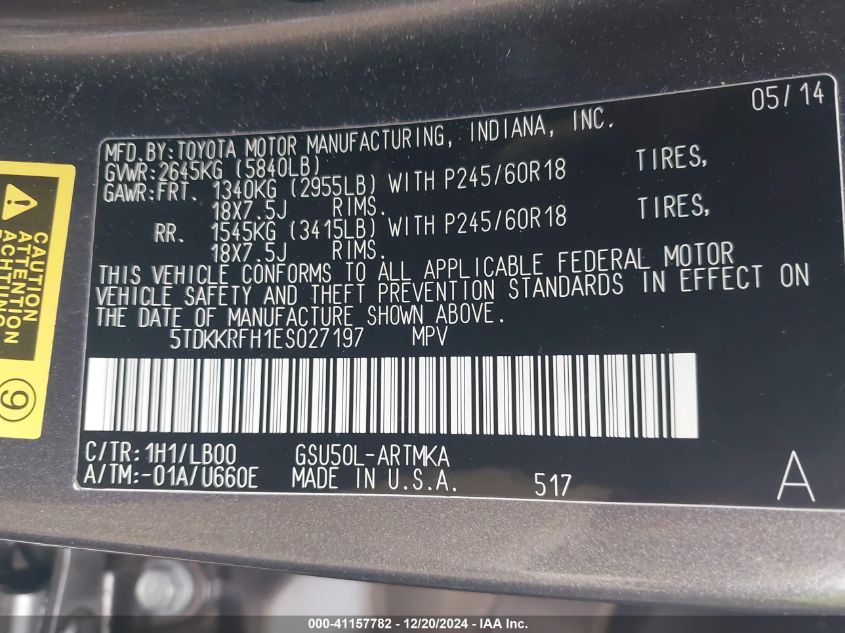 05/14
MFD.BY:TOYOTA MOTOR MANUFACTURING, INDIANA, INC.
GVWR:2645KG (5840LB)
GAWR:FRT. 1340KG (2955LB) WITH P245/60R18 TIRES,
18X7.5J RIMS.
RR. 1545KG (3415LB) WITH P245/60R18 TIRES,
18X7.5J RIMS.
THIS VEHICLE CONFORMS TO ALL APPLICABLE FEDERAL MOTOR
VEHICLE SAFETY AND THEFT PREVENTION STANDARDS IN EFFECT ON
THE DATE OF MANUFACTURE SHOWN ABOVE.
5TDKKRFH1ES027197 MPV
C/TR:1H1/LB00 GSU50L-ARTMKA
A/TM:-01A/U660E MADE IN U.S.A. 517 A
CAUTION
ATTENTION
ACHTUNG
9
000-41157782 - 12/20/2024 - IAA Inc.